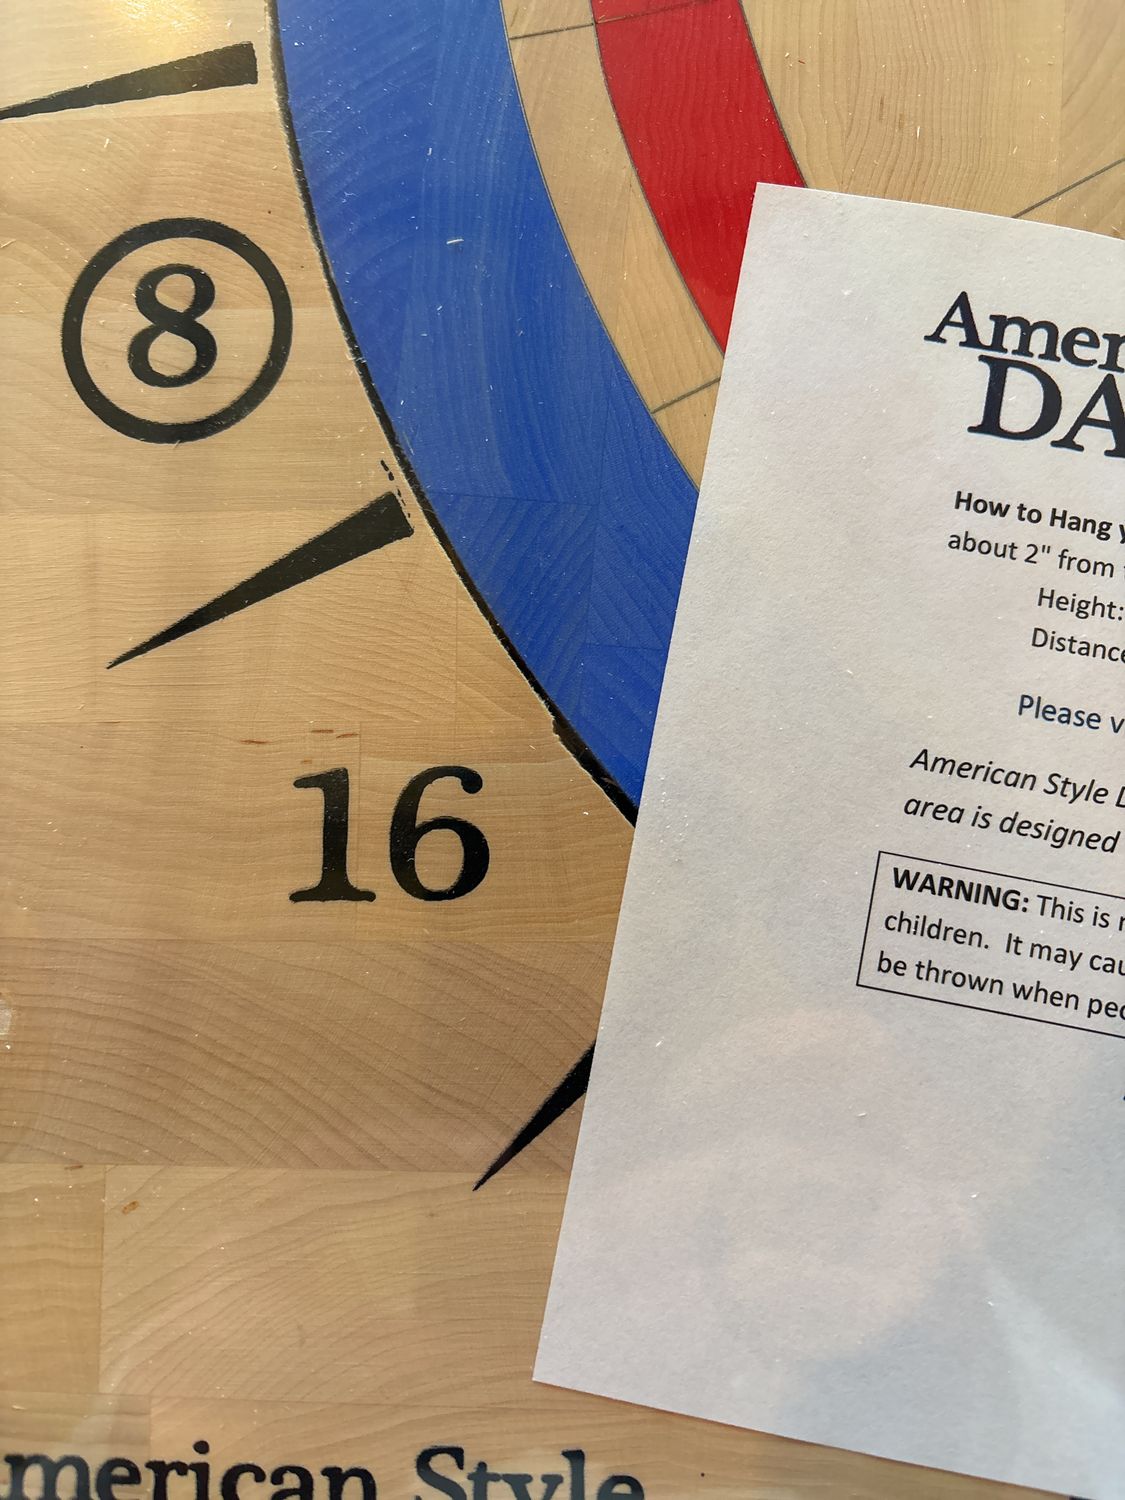 8
16
Amer
DA
How to Hang y
about 2" from
Height:
Distance
Please v
American Style
area is designed
WARNING: This is
children. It may cau
be thrown when peo
merican Style